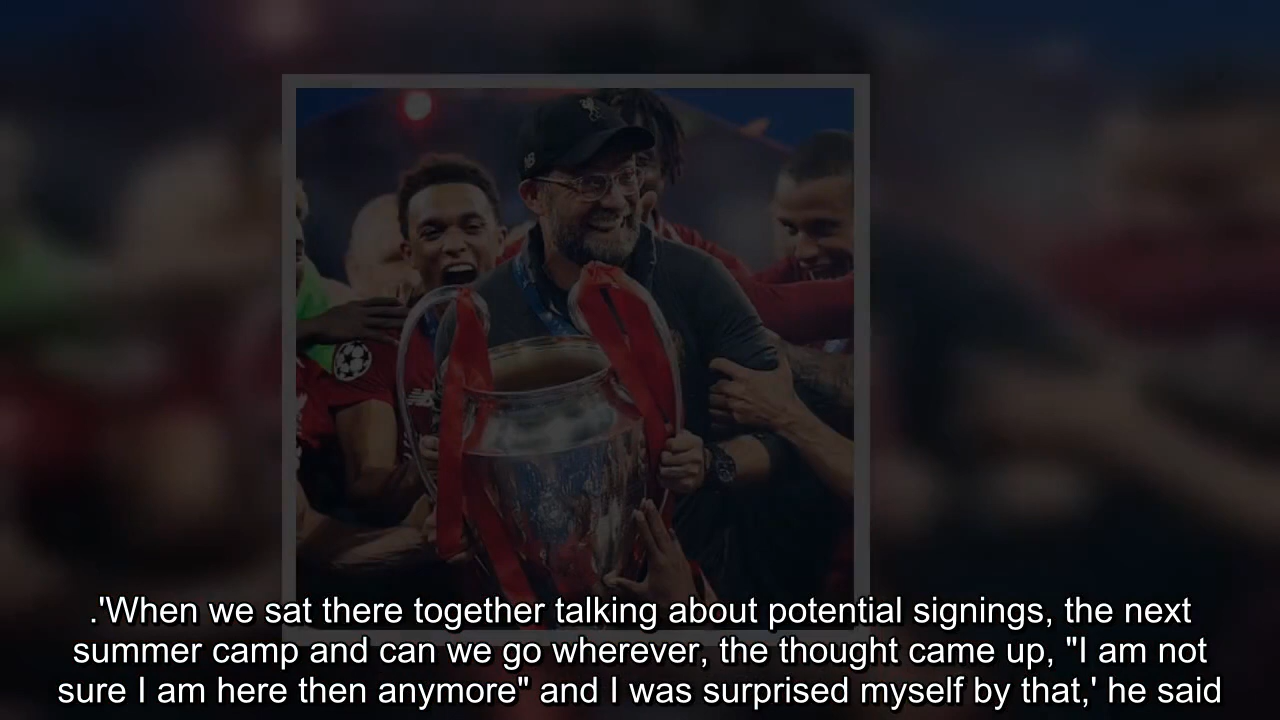 .'When we sat there together talking about potential signings, the next
summer camp and can we go wherever, the thought came up, "I am not
sure I am here then anymore" and I was surprised myself by that,' he said